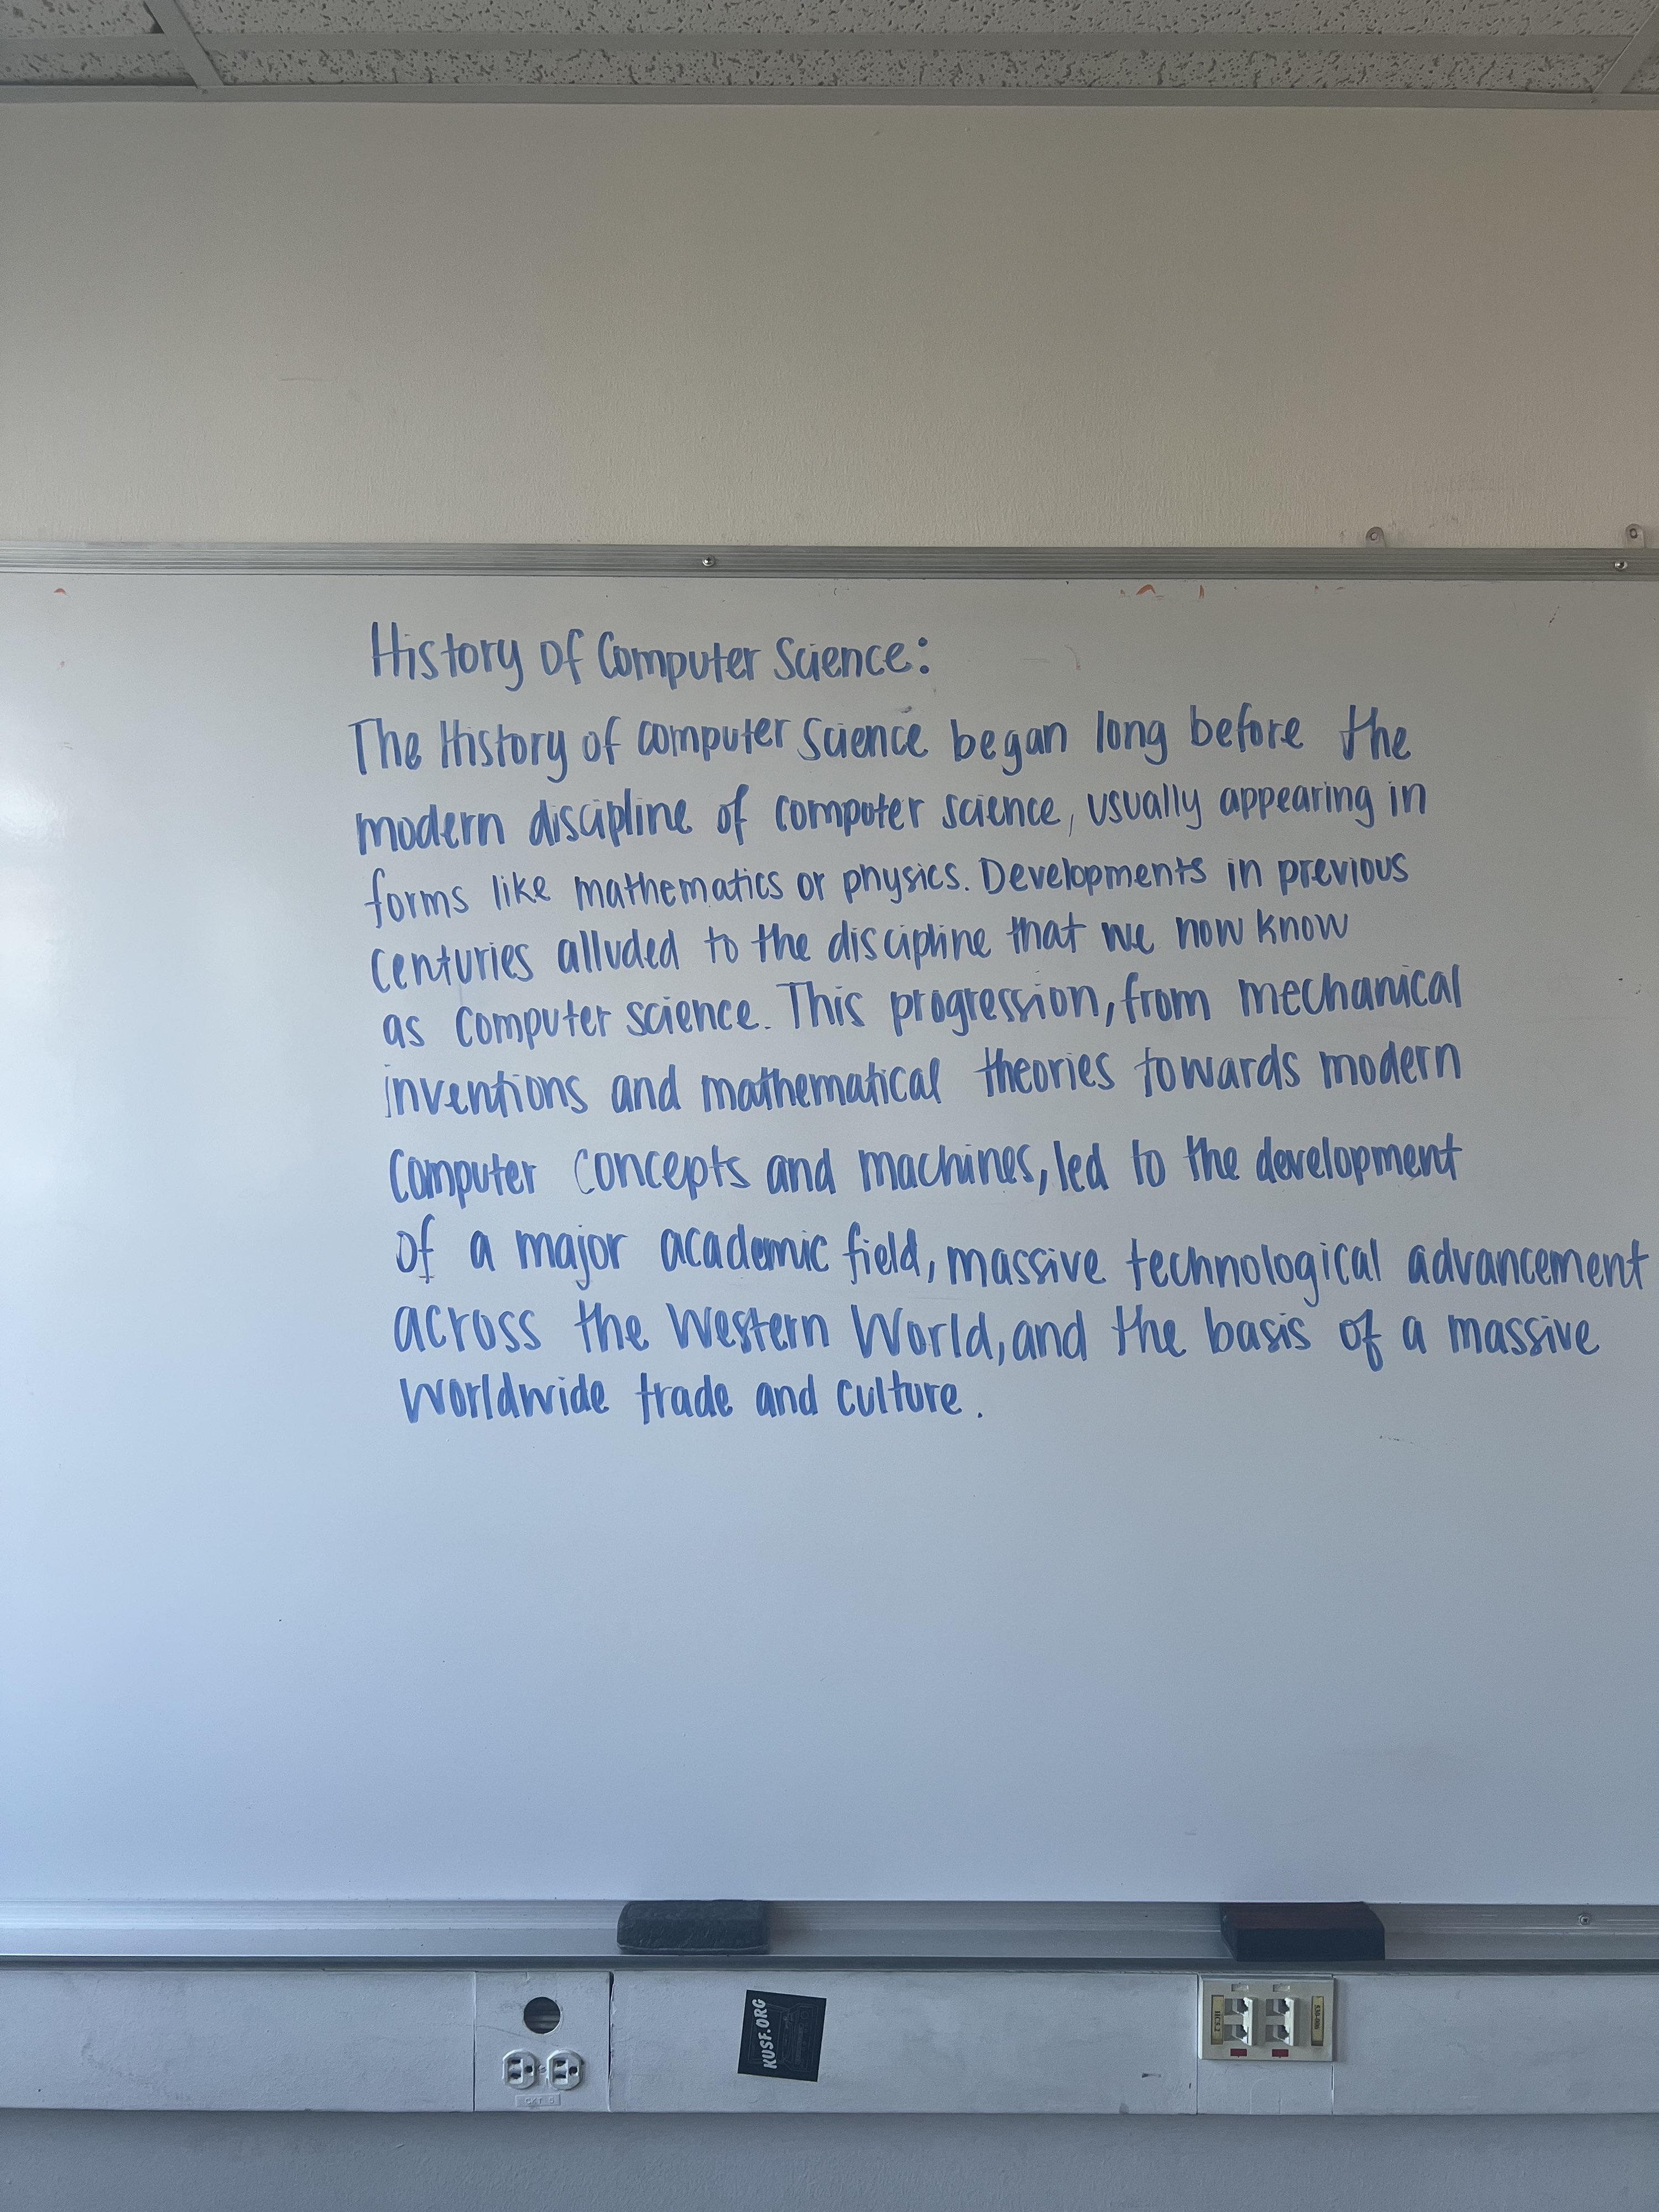 History of Computer Science:
The History of computer Science began long before the
modern discipline of computer science, usually appearing in
forms like mathematics or physics. Developments in previous
centuries alluded to the discipline that we now know
as computer science. This progression, from mechanical
inventions and mathematical theories towards modern
Computer concepts and machines, led to the development
of a major academic field, massive technological advancement
across the Western World, and the basis of a massive
worldwide trade and culture.
KUSF.ORG